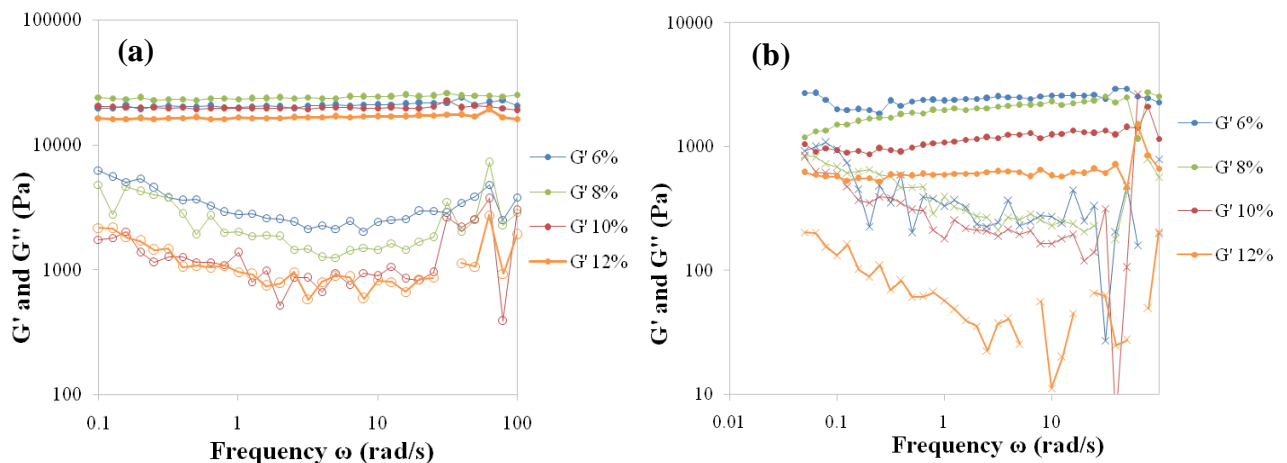 (a)
G' and G'' (Pa)
100000
10000
1000
100
0.1
1
10
100
Frequency ω (rad/s)
G' 6%
G' 8%
G' 10%
G' 12%
(b)
G' and G'' (Pa)
10000
1000
100
10
0.01
0.1
1
10
Frequency ω (rad/s)
G' 6%
G' 8%
G' 10%
G' 12%